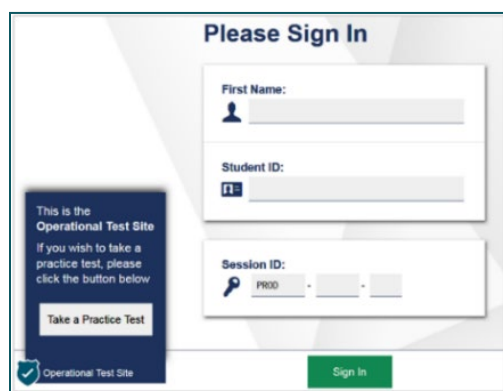 Please Sign In
First Name:
Student ID:
This is the
Operational Test Site
If you wish to take a
practice test, please
click the button below
Take a Practice Test
Session ID:
PROD - -
Operational Test Site
Sign In